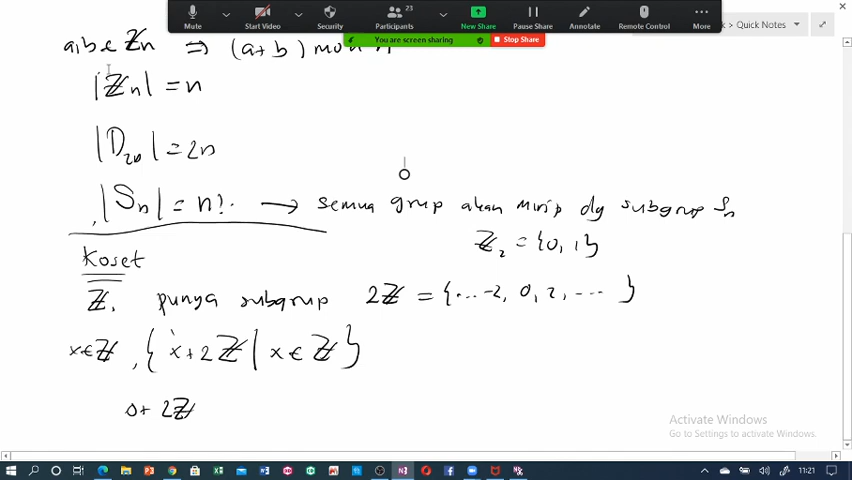 Mute
Start Video
Security
Participants
23
New Share
Pause Share
Annotate
Remote Control
More
You are screen sharing
Stop Share
Quick Notes
a,b ∈ ℤn ⇒ (a+b) mod n
|ℤn| = n
|D2n| = 2n
|Sn| = n! → semua grup akan mirip dg subgrup Sn
ℤ2 = {0, 1}
Koset
ℤ, punya subgrup 2ℤ = {... -2, 0, 2, ... }
x ∈ ℤ, { x + 2ℤ | x ∈ ℤ }
0 + 2ℤ
Activate Windows
Go to Settings to activate Windows.
11:21